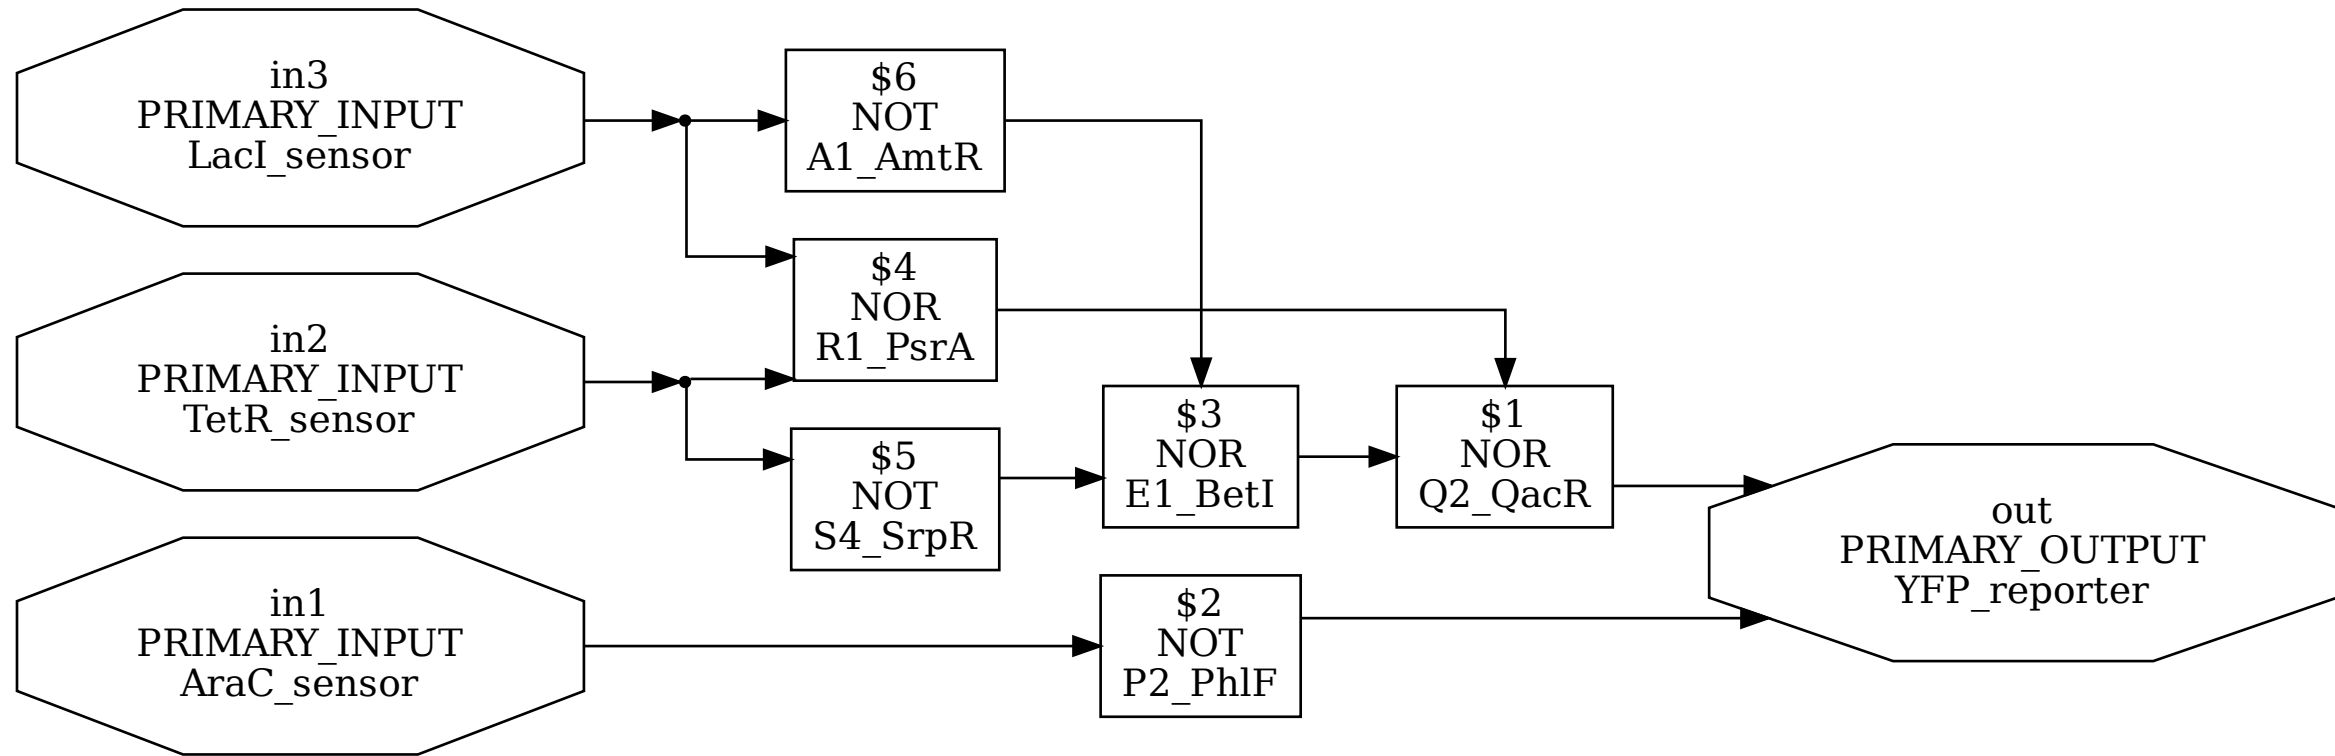 in3
PRIMARY_INPUT
LacI_sensor
$6
NOT
A1_AmtR
$4
NOR
R1_PsrA
in2
PRIMARY_INPUT
TetR_sensor
$5
NOT
S4_SrpR
$3
NOR
E1_BetI
$1
NOR
Q2_QacR
out
PRIMARY_OUTPUT
YFP_reporter
in1
PRIMARY_INPUT
AraC_sensor
$2
NOT
P2_PhlF